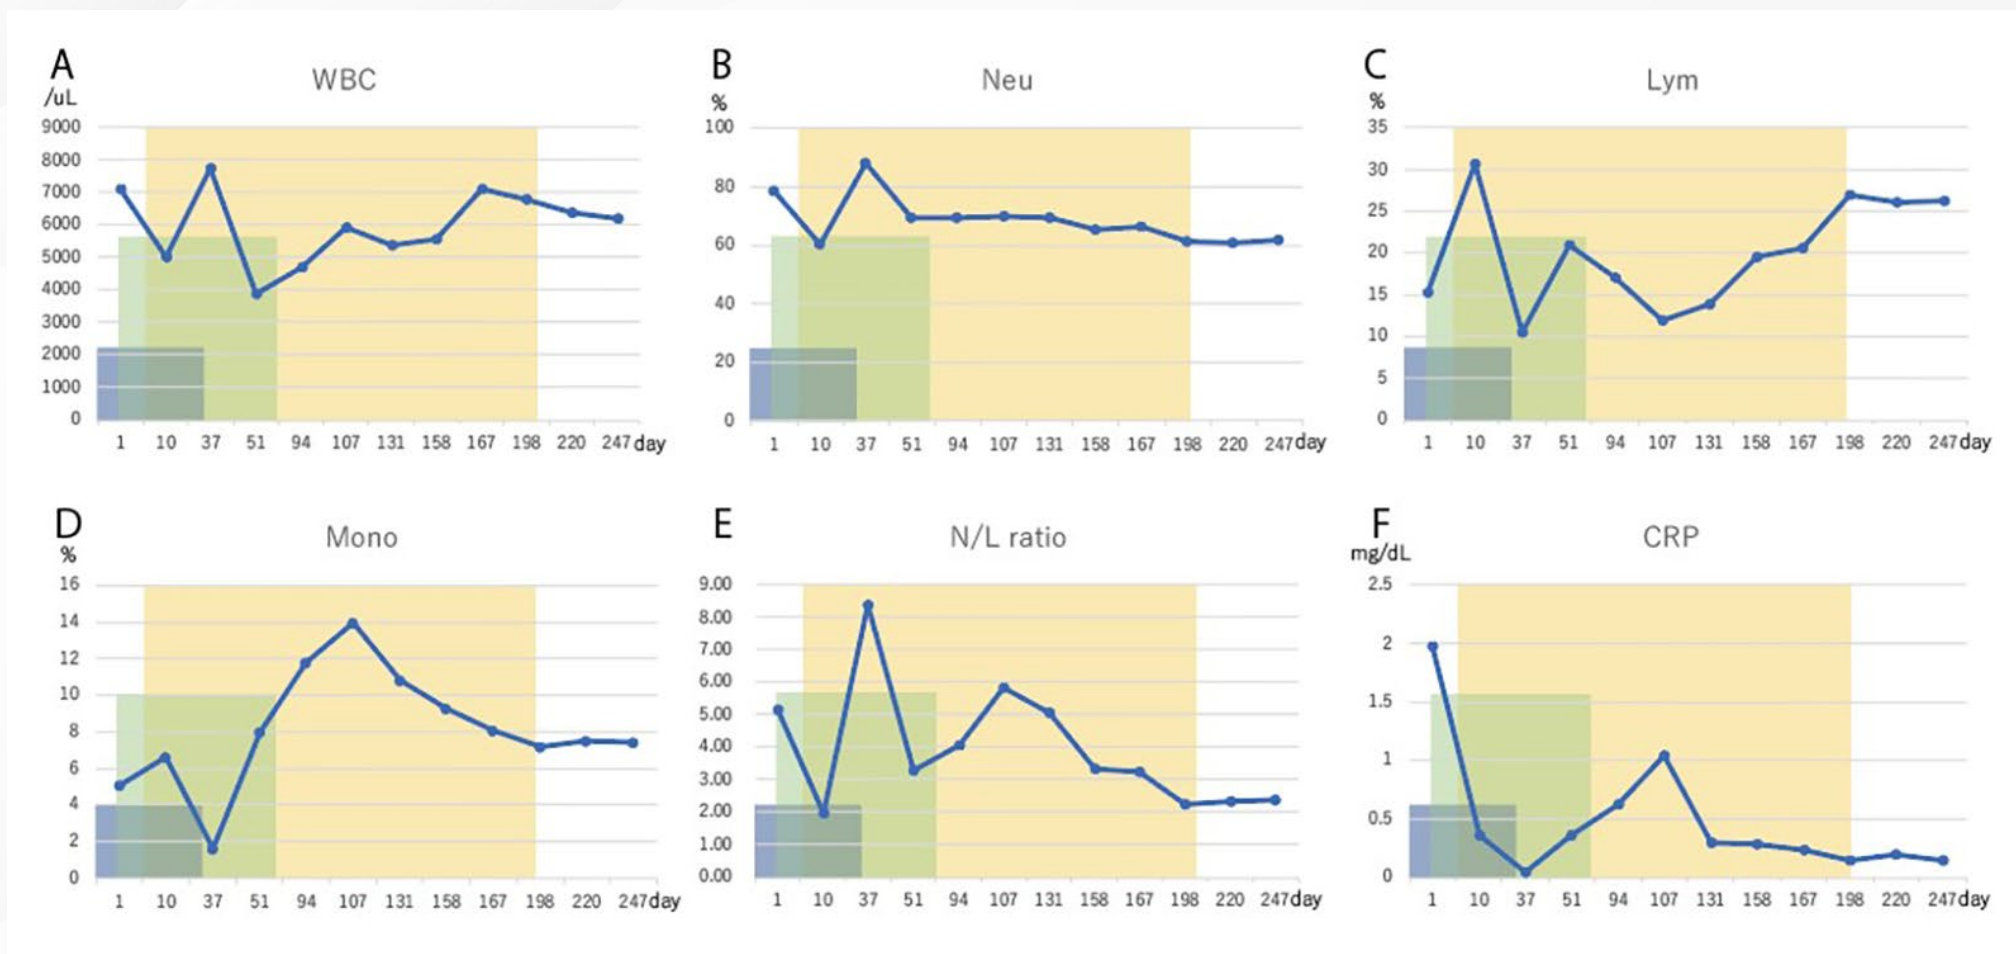 A
WBC
/uL
9000
8000
7000
6000
5000
4000
3000
2000
1000
0
1 10 37 51 94 107 131 158 167 198 220 247 day
B
Neu
%
100
80
60
40
20
0
1 10 37 51 94 107 131 158 167 198 220 247 day
C
Lym
%
35
30
25
20
15
10
5
0
1 10 37 51 94 107 131 158 167 198 220 247 day
D
Mono
%
16
14
12
10
8
6
4
2
0
1 10 37 51 94 107 131 158 167 198 220 247 day
E
N/L ratio
9.00
8.00
7.00
6.00
5.00
4.00
3.00
2.00
1.00
0.00
1 10 37 51 94 107 131 158 167 198 220 247 day
F
CRP
mg/dL
2.5
2
1.5
1
0.5
0
1 10 37 51 94 107 131 158 167 198 220 247 day